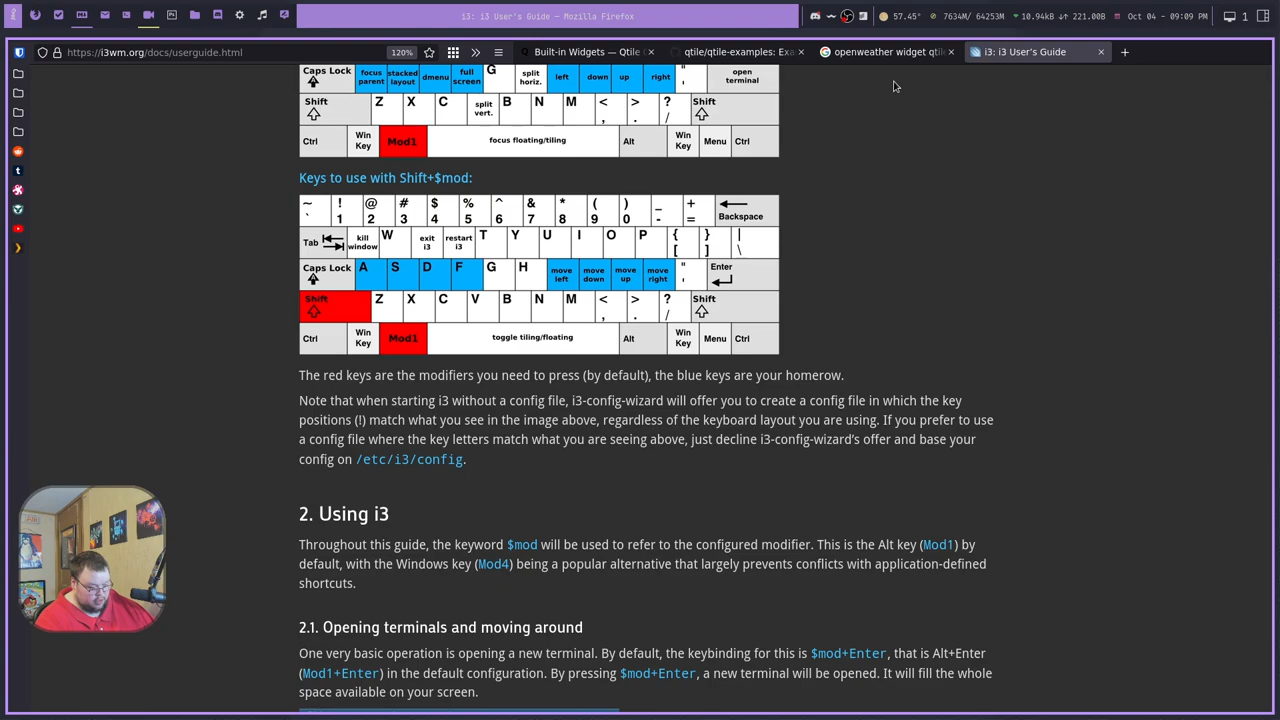 i3: i3 User's Guide — Mozilla Firefox
57.45° 7634M/ 64253M 10.94kB ↓↑ 221.00B Oct 04 - 09:09 PM 1
https://i3wm.org/docs/userguide.html 120% Built-in Widgets — Qtile qtile/qtile-examples: Exa openweather widget qtil i3: i3 User's Guide
Caps Lock focus parent stacked layout dmenu full screen G split horiz. left down up right " ' open terminal
Shift Z X C split vert. B N M < , > . ? / Shift
Ctrl Win Key Mod1 focus floating/tiling Alt Win Key Menu Ctrl
Keys to use with Shift+$mod:
~ ` ! 1 @ 2 # 3 $ 4 % 5 ^ 6 & 7 * 8 ( 9 ) 0 _ - + = Backspace
Tab kill window W exit i3 restart i3 T Y U I O P { [ } ] | \
Caps Lock A S D F G H move left move down move up move right " ' Enter
Shift Z X C V B N M < , > . ? / Shift
Ctrl Win Key Mod1 toggle tiling/floating Alt Win Key Menu Ctrl
The red keys are the modifiers you need to press (by default), the blue keys are your homerow.
Note that when starting i3 without a config file, i3-config-wizard will offer you to create a config file in which the key
positions (!) match what you see in the image above, regardless of the keyboard layout you are using. If you prefer to use
a config file where the key letters match what you are seeing above, just decline i3-config-wizard’s offer and base your
config on /etc/i3/config.
2. Using i3
Throughout this guide, the keyword $mod will be used to refer to the configured modifier. This is the Alt key (Mod1) by
default, with the Windows key (Mod4) being a popular alternative that largely prevents conflicts with application-defined
shortcuts.
2.1. Opening terminals and moving around
One very basic operation is opening a new terminal. By default, the keybinding for this is $mod+Enter, that is Alt+Enter
(Mod1+Enter) in the default configuration. By pressing $mod+Enter, a new terminal will be opened. It will fill the whole
space available on your screen.